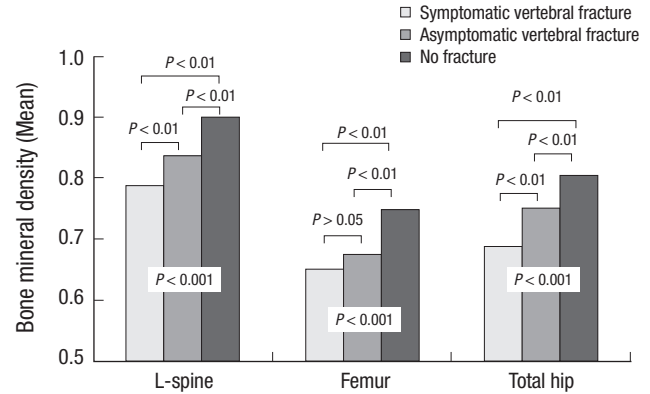 Symptomatic vertebral fracture
Asymptomatic vertebral fracture
No fracture
Bone mineral density (Mean)
1.0
0.9
0.8
0.7
0.6
0.5
P < 0.01
P < 0.01
P < 0.01
P < 0.001
P < 0.01
P < 0.01
P > 0.05
P < 0.001
P < 0.01
P < 0.01
P < 0.01
P < 0.001
L-spine
Femur
Total hip